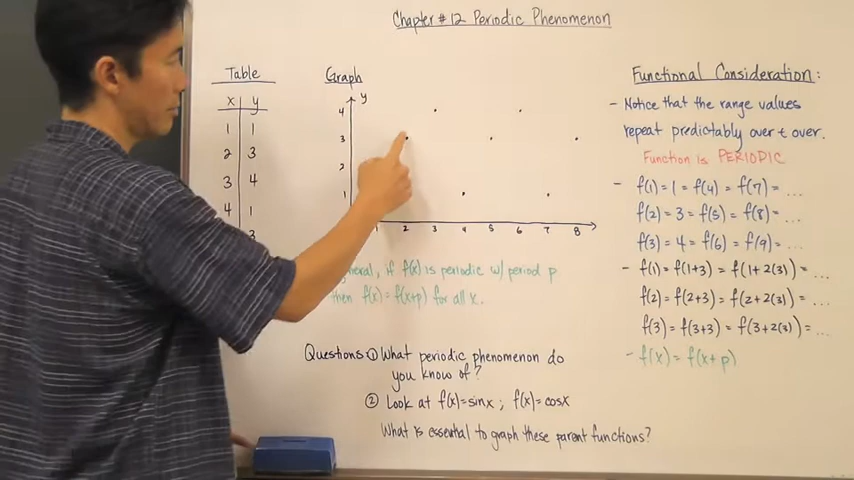 Chapter # 12 Periodic Phenomenon
Table
x y
1 1
2 3
3 4
4 1
3
Graph
y
4
3
2
1
1 2 3 4 5 6 7 8
if f(x) is periodic w/ period p
then f(x) = f(x+p) for all x.
Questions: ① What periodic phenomenon do
you know of?
② Look at f(x)=sinx ; f(x)=cosx
What is essential to graph these parent functions?
Functional Consideration:
- Notice that the range values
repeat predictably over & over.
Function is PERIODIC
- f(1) = 1 = f(4) = f(7) = ...
f(2) = 3 = f(5) = f(8) = ...
f(3) = 4 = f(6) = f(9) = ...
- f(1) = f(1+3) = f(1+2(3)) = ...
f(2) = f(2+3) = f(2+2(3)) = ...
f(3) = f(3+3) = f(3+2(3)) = ...
- f(x) = f(x+p)